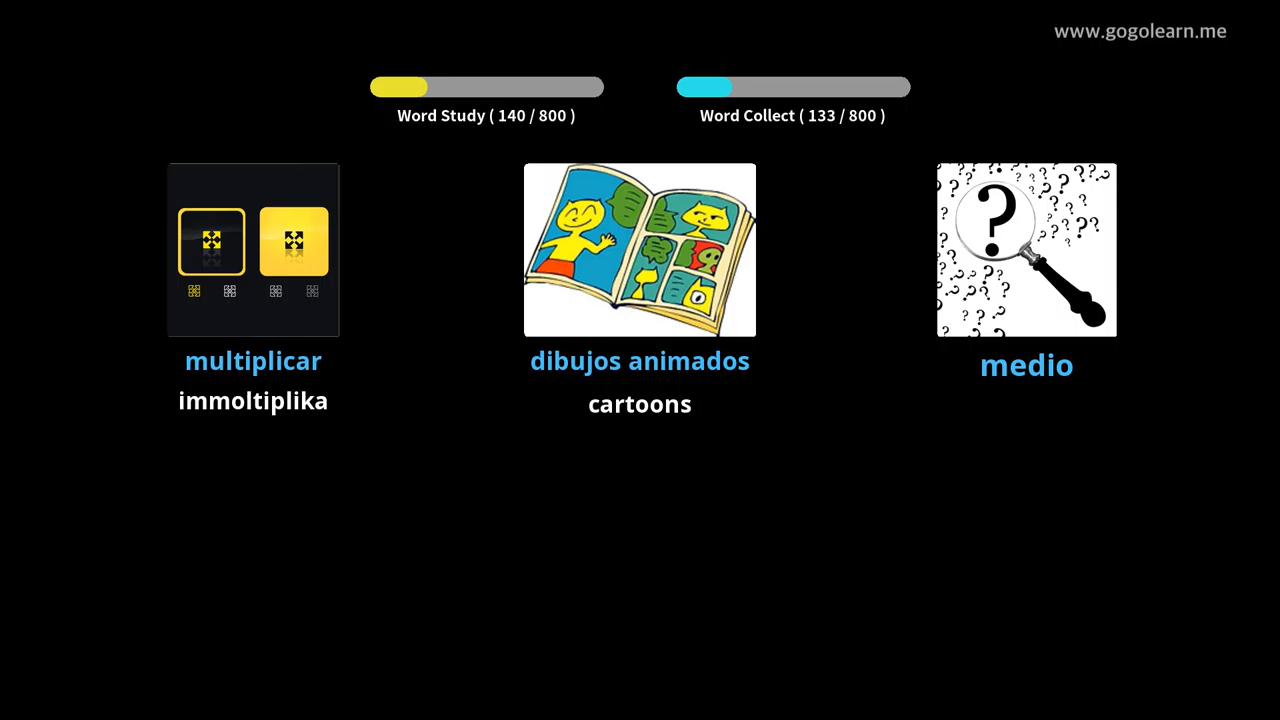 www.gogolearn.me
Word Study ( 140 / 800 )
Word Collect ( 133 / 800 )
multiplicar
dibujos animados
medio
immoltiplika
cartoons